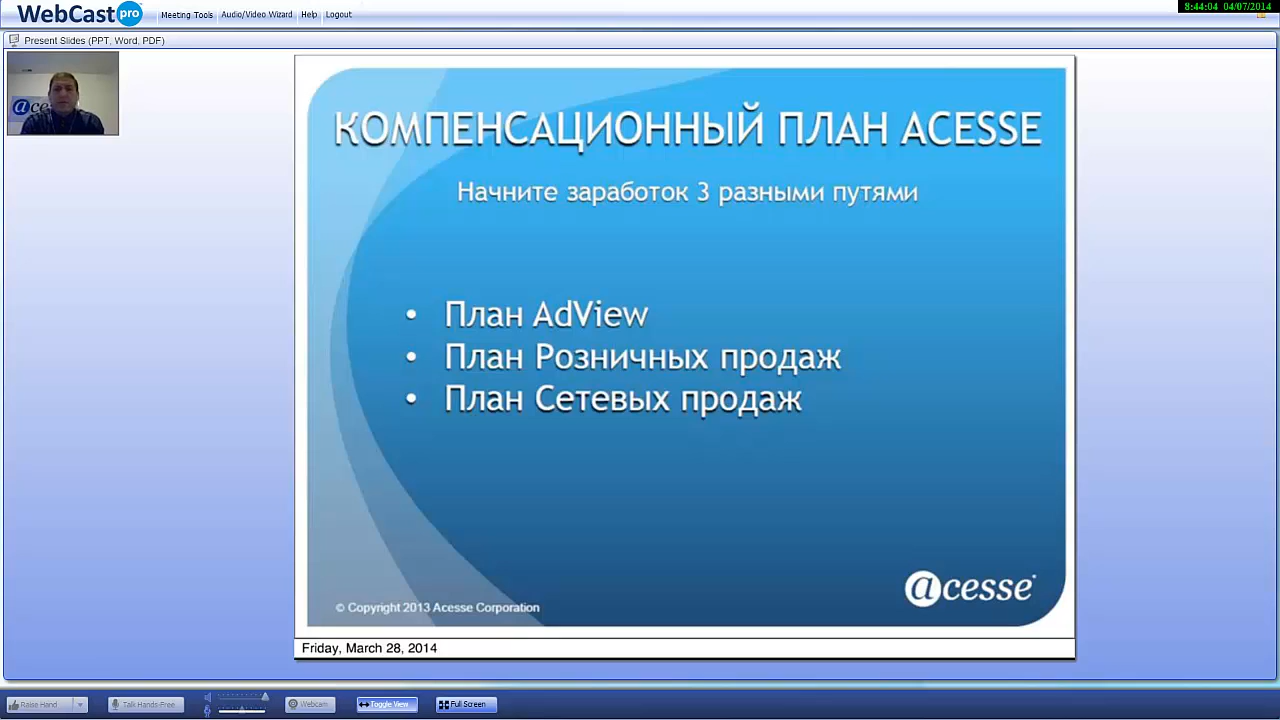 WebCast pro
Meeting Tools Audio/Video Wizard Help Logout
8:44:04 04/07/2014
Present Slides (PPT, Word, PDF)
@ce
КОМПЕНСАЦИОННЫЙ ПЛАН ACESSE
Начните заработок 3 разными путями
• План AdView
• План Розничных продаж
• План Сетевых продаж
@cesse
© Copyright 2013 Acesse Corporation
Friday, March 28, 2014
Raise Hand Talk Hands-Free Webcam Toggle View Full Screen